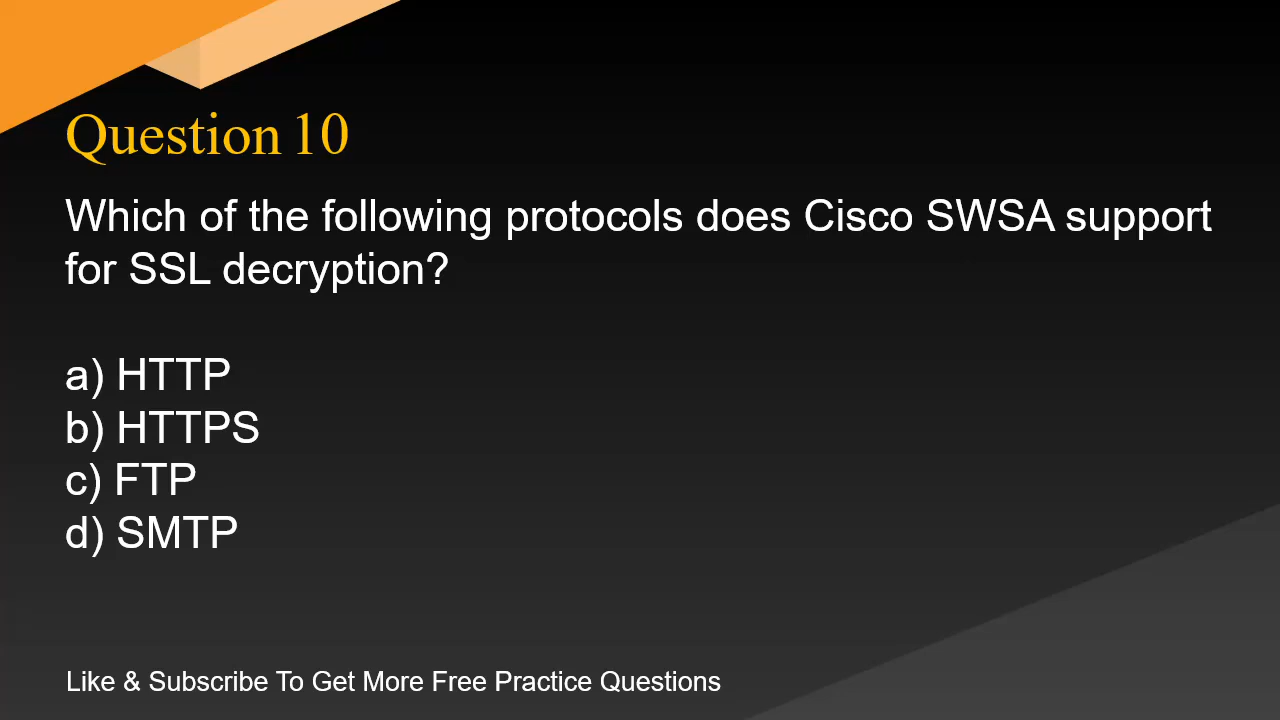 Question 10
Which of the following protocols does Cisco SWSA support
for SSL decryption?
a) HTTP
b) HTTPS
c) FTP
d) SMTP
Like & Subscribe To Get More Free Practice Questions